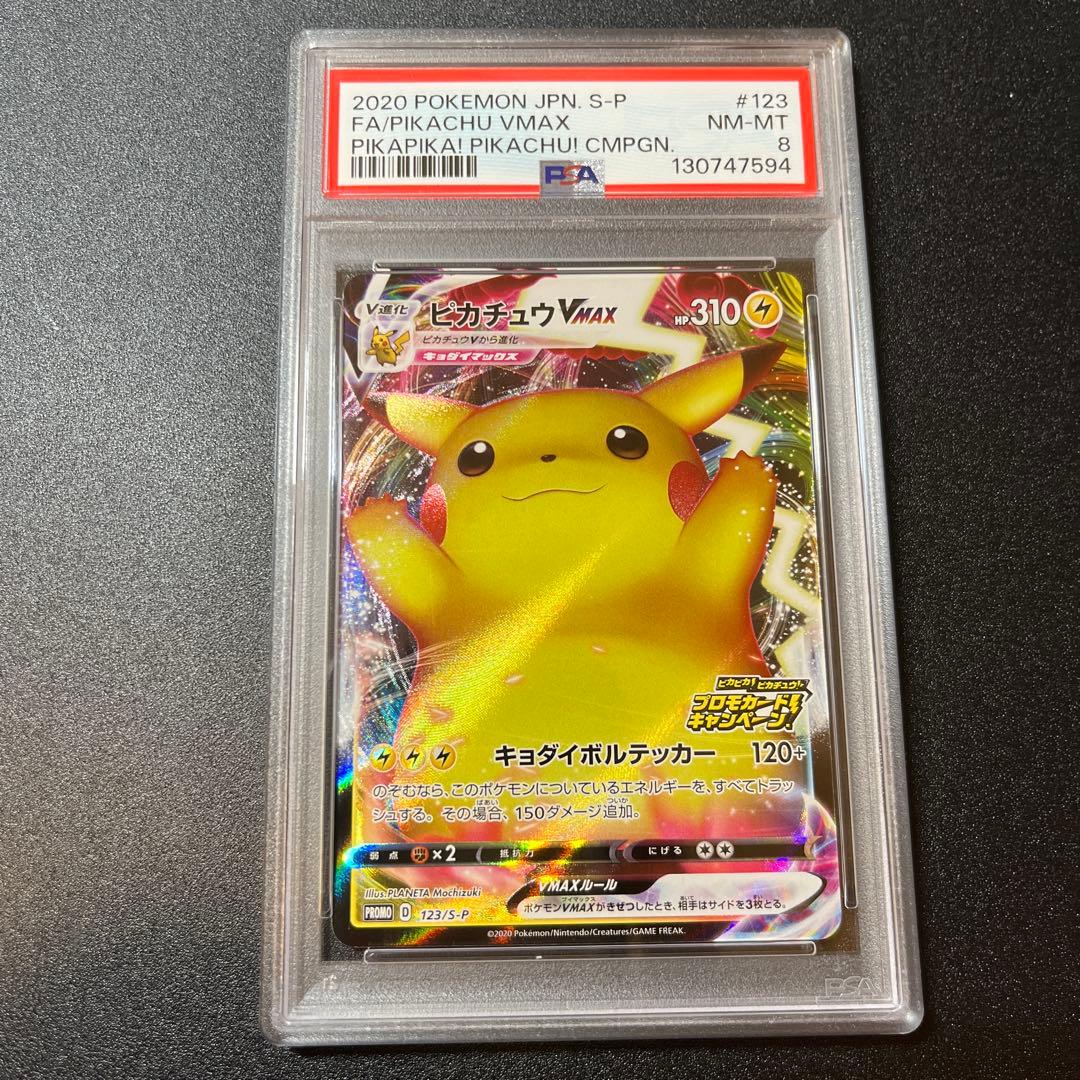 2020 POKEMON JPN. S-P #123
FA/PIKACHU VMAX NM-MT
PIKAPIKA! PIKACHU! CMPGN. 8
PSA 130747594
V進化
ピカチュウVMAX HP310
ピカチュウVから進化
キョダイマックス
ピカピカ! ピカチュウ!
プロモカード
キャンペーン!
キョダイボルテッカー 120+
のぞむなら、このポケモンについているエネルギーを、すべてトラッ
シュする。その場合、150ダメージ追加。
弱点 ×2 抵抗力 にげる
Illus. PLANETA Mochizuki
VMAXルール
ポケモンVMAXがきぜつしたとき、相手はサイドを3枚とる。
PROMO D 123/S-P
©2020 Pokémon/Nintendo/Creatures/GAME FREAK.
PSA